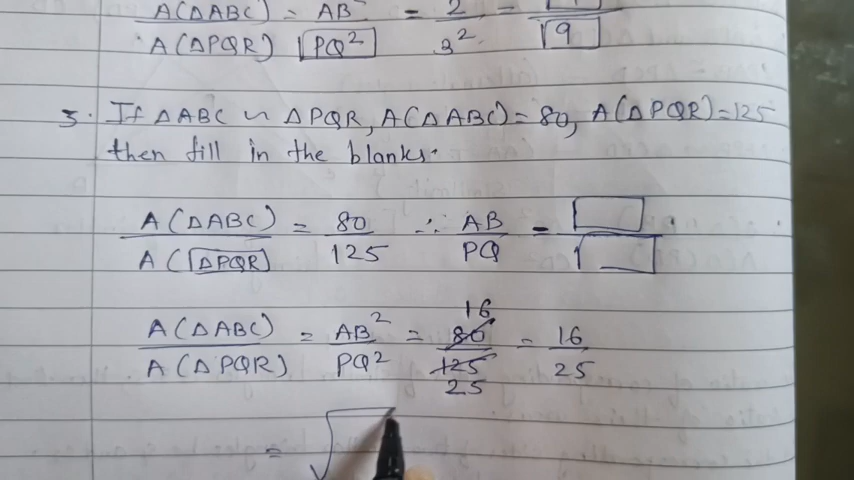 A(ΔABC) = AB = 2 =
A(ΔPQR) PQ² 3² 9
3. If ΔABC ~ ΔPQR, A(ΔABC)=80, A(ΔPQR)=125
then fill in the blanks.
A(ΔABC) = 80 ∴ AB =
A(ΔPQR) 125 PQ
16
A(ΔABC) = AB² = 80 = 16
A(ΔPQR) PQ² 125 25
25
= √